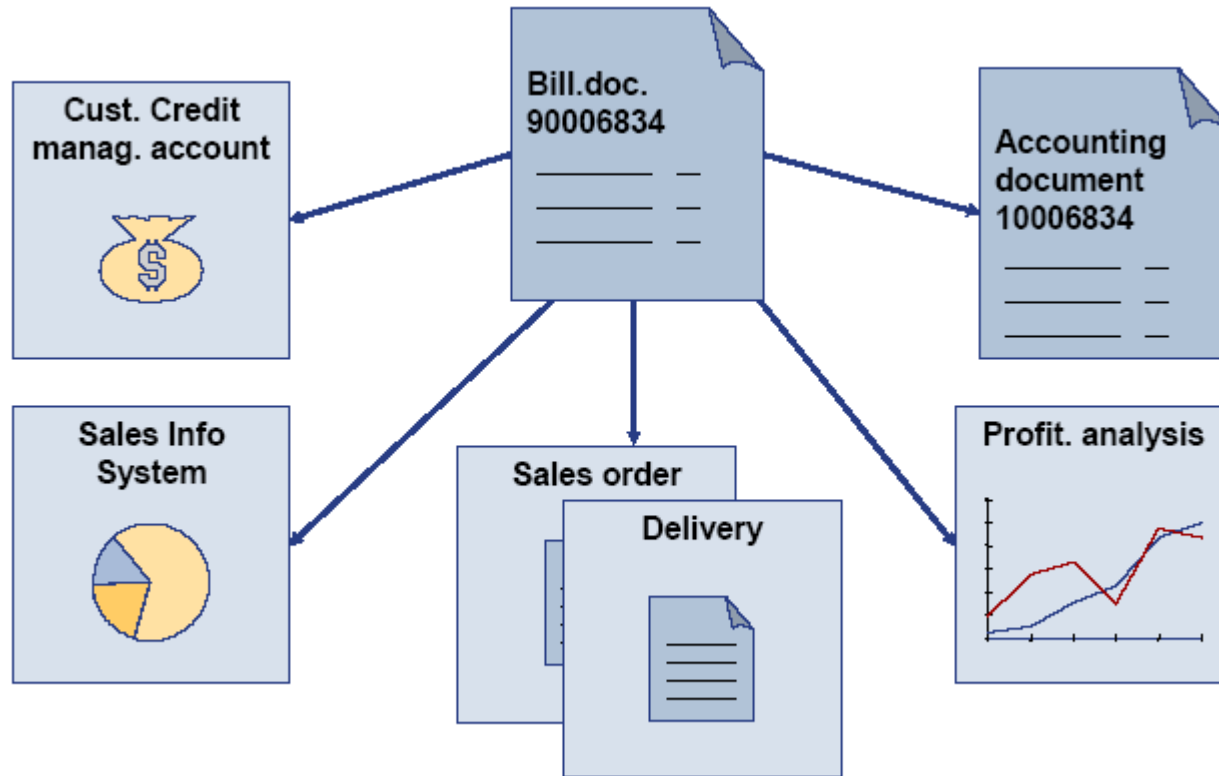 Cust. Credit
manag. account
Bill.doc.
90006834
Accounting
document
10006834
Sales Info
System
Sales order
Delivery
Profit. analysis
$